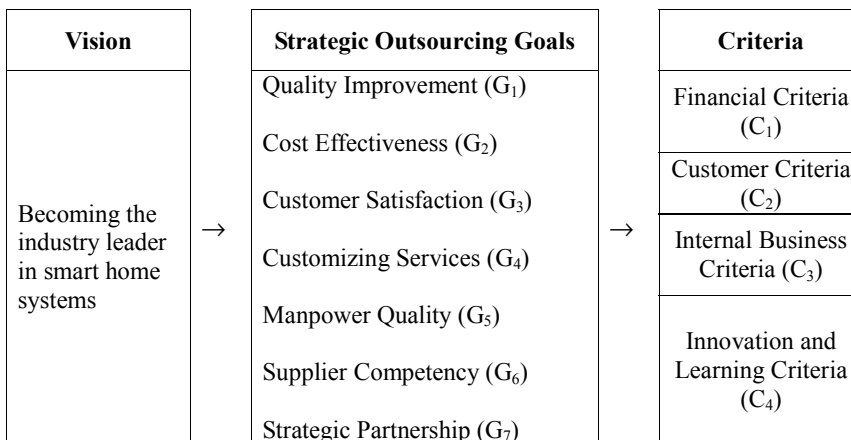 Vision
Becoming the
industry leader
in smart home
systems
→
Strategic Outsourcing Goals
Quality Improvement (G₁)
Cost Effectiveness (G₂)
Customer Satisfaction (G₃)
Customizing Services (G₄)
Manpower Quality (G₅)
Supplier Competency (G₆)
Strategic Partnership (G₇)
→
Criteria
Financial Criteria
(C₁)
Customer Criteria
(C₂)
Internal Business
Criteria (C₃)
Innovation and
Learning Criteria
(C₄)